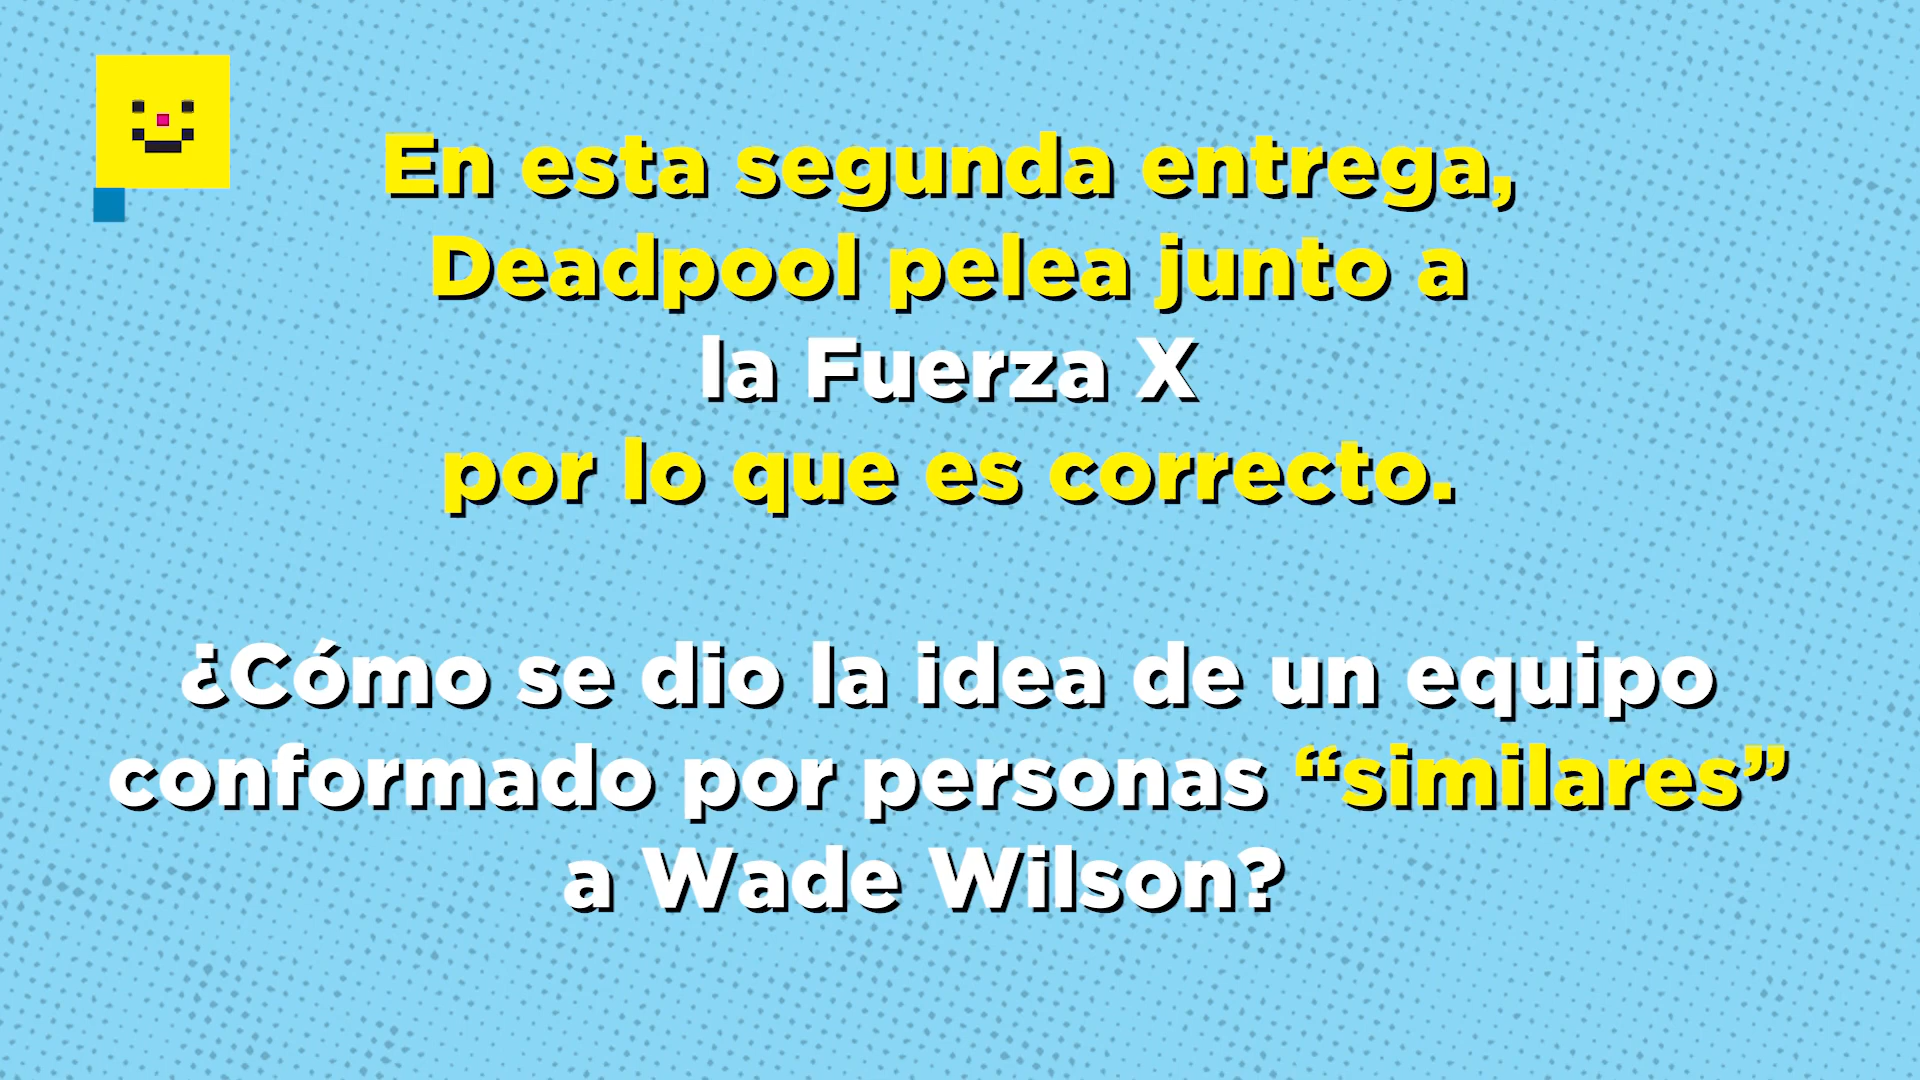 En esta segunda entrega,
Deadpool pelea junto a
la Fuerza X
por lo que es correcto.
¿Cómo se dio la idea de un equipo
conformado por personas “similares”
a Wade Wilson?